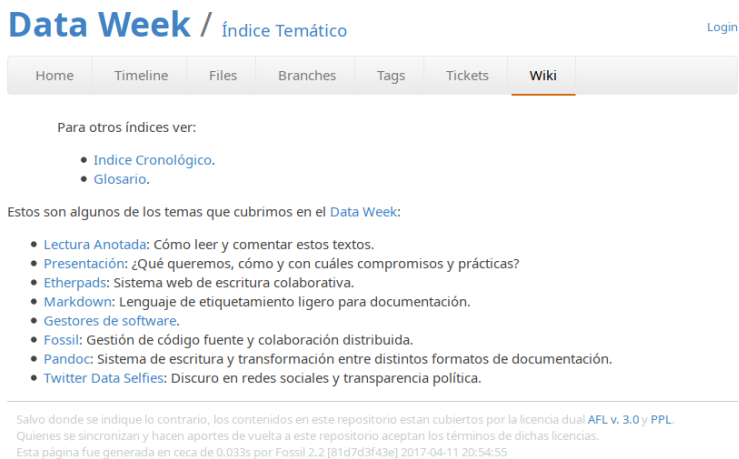 Data Week / Índice Temático
Login
Home Timeline Files Branches Tags Tickets Wiki
Para otros índices ver:
• Indice Cronológico.
• Glosario.
Estos son algunos de los temas que cubrimos en el Data Week:
• Lectura Anotada: Cómo leer y comentar estos textos.
• Presentación: ¿Qué queremos, cómo y con cuáles compromisos y prácticas?
• Etherpads: Sistema web de escritura colaborativa.
• Markdown: Lenguaje de etiquetamiento ligero para documentación.
• Gestores de software.
• Fossil: Gestión de código fuente y colaboración distribuida.
• Pandoc: Sistema de escritura y transformación entre distintos formatos de documentación.
• Twitter Data Selfies: Discuro en redes sociales y transparencia política.
Salvo donde se indique lo contrario, los contenidos en este repositorio estan cubiertos por la licencia dual AFL v. 3.0 y PPL.
Quienes se sincronizan y hacen aportes de vuelta a este repositorio aceptan los términos de dichas licencias.
Esta página fue generada en ceca de 0.033s por Fossil 2.2 [81d7d3f43e] 2017-04-11 20:54:55